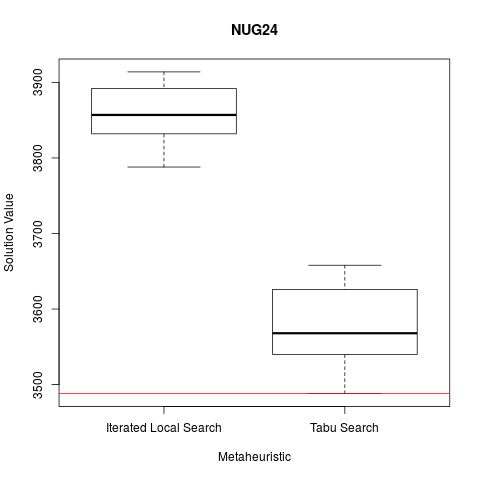 NUG24
Solution Value
3900
3800
3700
3600
3500
Iterated Local Search
Tabu Search
Metaheuristic